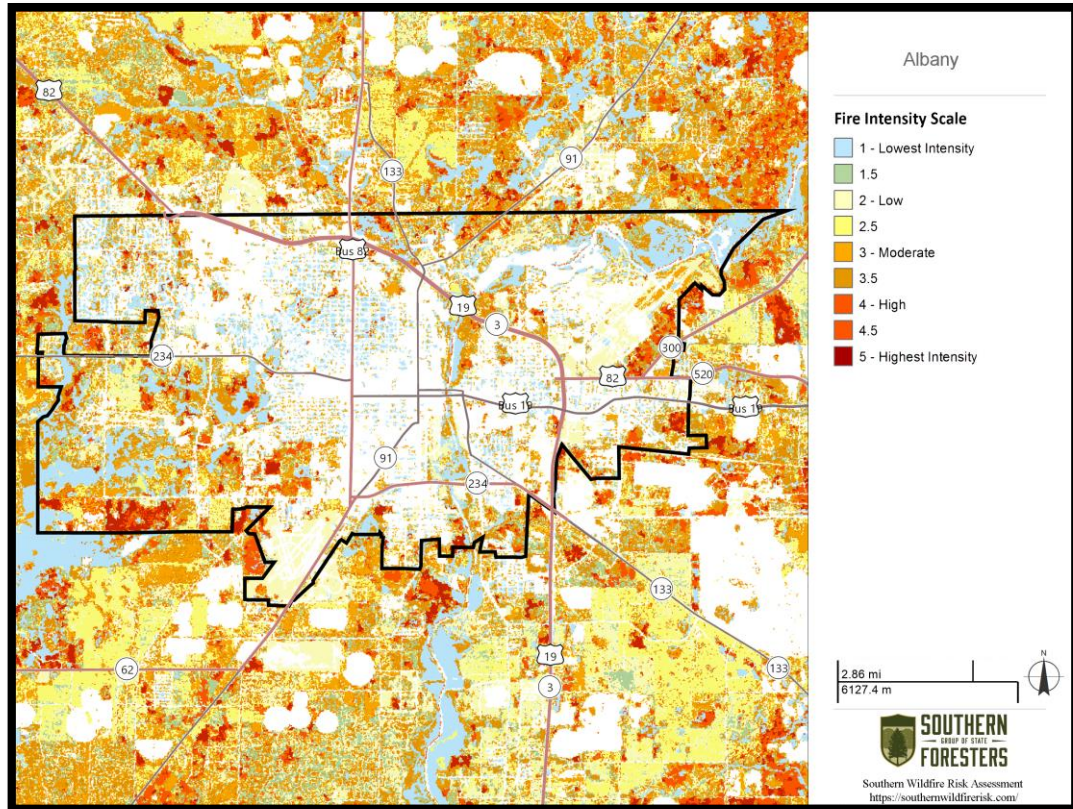 Albany
Fire Intensity Scale
1 - Lowest Intensity
1.5
2 - Low
2.5
3 - Moderate
3.5
4 - High
4.5
5 - Highest Intensity
82
133
91
Bus 8
19
3
300
234
82
520
Bus 19
Bus 19
91
234
133
62
19
3
133
N
2.86 mi
6127.4 m
SOUTHERN
GROUP OF STATE
FORESTERS
Southern Wildfire Risk Assessment
https://southernwildfirerisk.com/